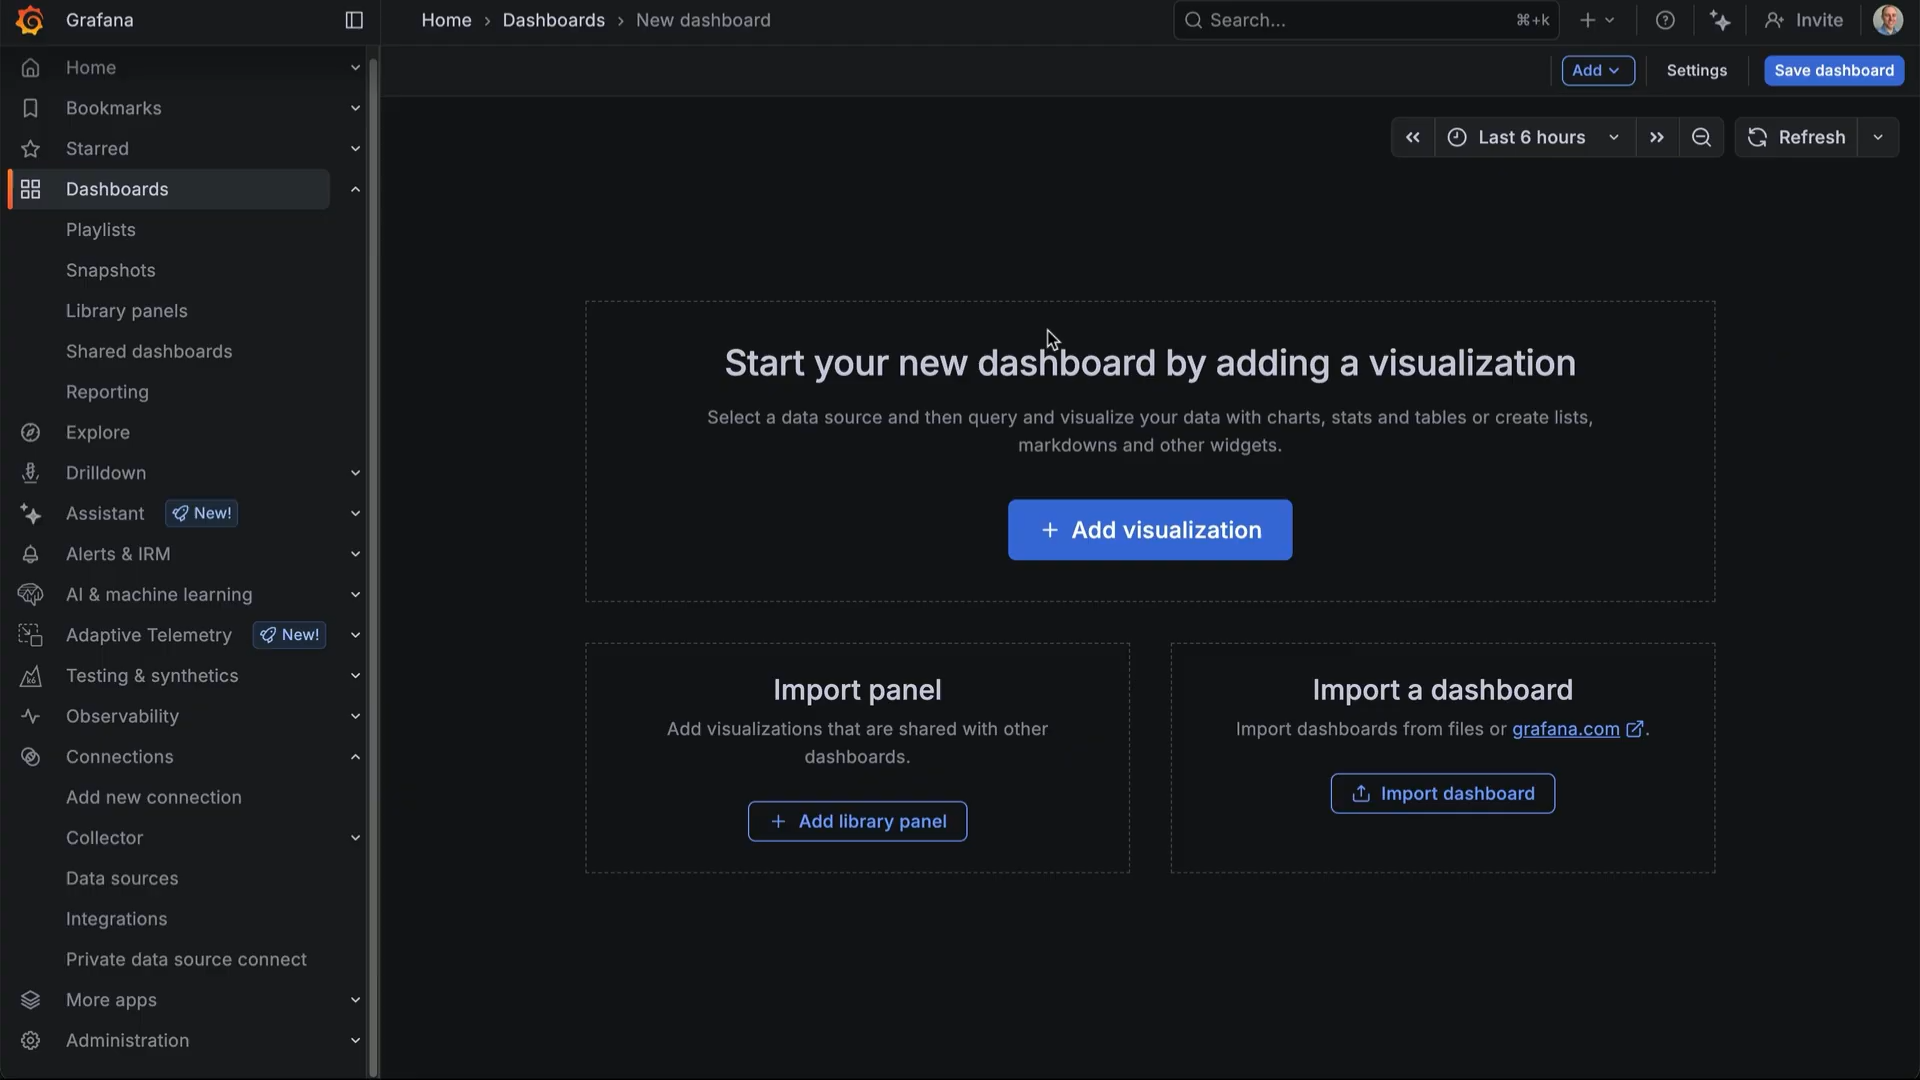 Grafana
Home › Dashboards › New dashboard
Search... ⌘+k
Invite
Add
Settings
Save dashboard
Last 6 hours
Refresh
Home
Bookmarks
Starred
Dashboards
Playlists
Snapshots
Library panels
Shared dashboards
Reporting
Explore
Drilldown
Assistant New!
Alerts & IRM
AI & machine learning
Adaptive Telemetry New!
Testing & synthetics
Observability
Connections
Add new connection
Collector
Data sources
Integrations
Private data source connect
More apps
Administration
Start your new dashboard by adding a visualization
Select a data source and then query and visualize your data with charts, stats and tables or create lists,
markdowns and other widgets.
+ Add visualization
Import panel
Add visualizations that are shared with other
dashboards.
+ Add library panel
Import a dashboard
Import dashboards from files or grafana.com.
Import dashboard